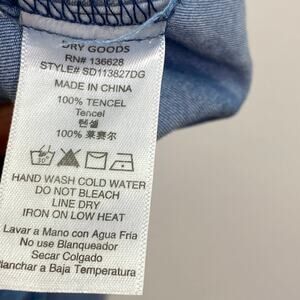 DRY GOODS
RN# 136628
STYLE# SD113827DG
MADE IN CHINA
100% TENCEL
Tencel
텐셀
100% 莱赛尔
HAND WASH COLD WATER
DO NOT BLEACH
LINE DRY
IRON ON LOW HEAT
Lavar a Mano con Agua Fria
No use Blanqueador
Secar Colgado
Planchar a Baja Temperatura